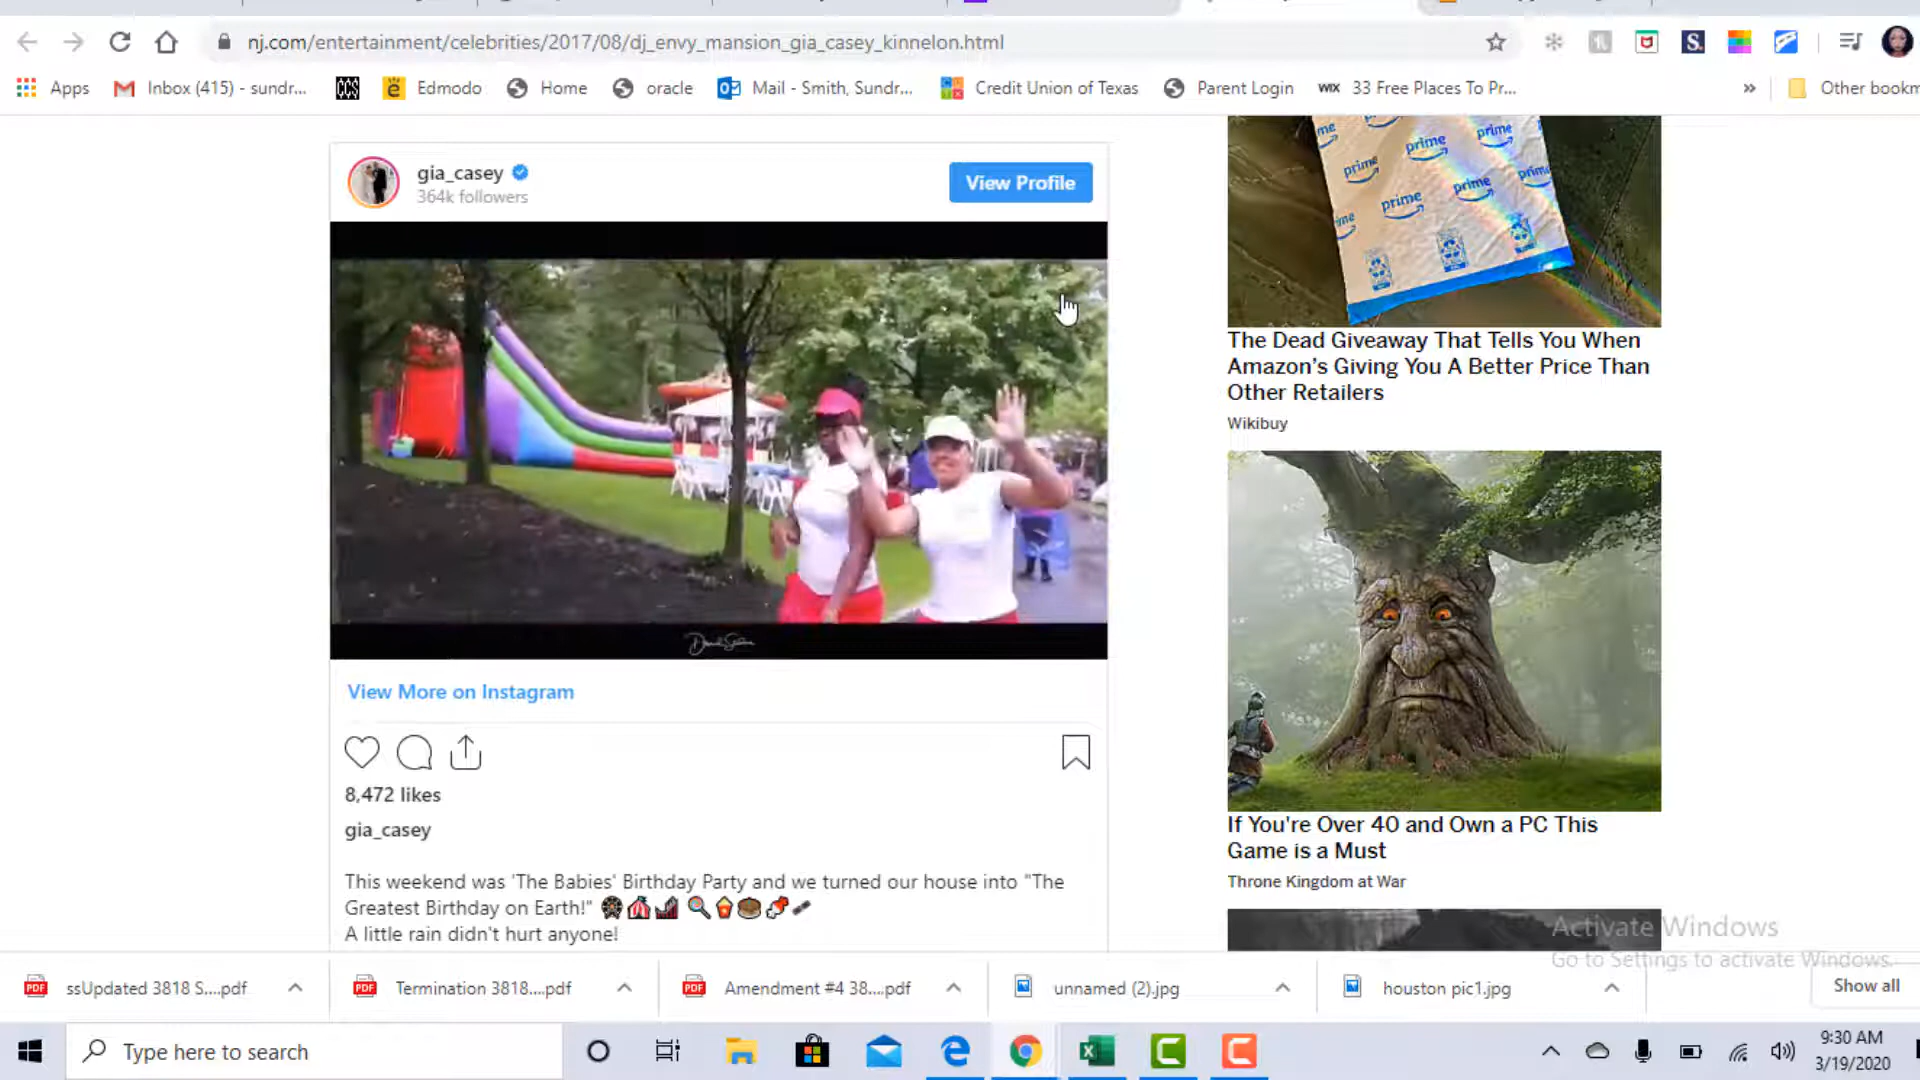 nj.com/entertainment/celebrities/2017/08/dj_envy_mansion_gia_casey_kinnelon.html
Apps
Inbox (415) - sundr...
CCS
Edmodo
Home
oracle
Mail - Smith, Sundr...
Credit Union of Texas
Parent Login
WIX
33 Free Places To Pr...
»
Other bookm
gia_casey
364k followers
View Profile
View More on Instagram
8,472 likes
gia_casey
This weekend was 'The Babies' Birthday Party and we turned our house into "The
Greatest Birthday on Earth!" 🎡🎪🎢🍭🍿🥞🍖🌭
A little rain didn't hurt anyone!
prime
prime
prime
prime
prime
The Dead Giveaway That Tells You When
Amazon's Giving You A Better Price Than
Other Retailers
Wikibuy
If You're Over 40 and Own a PC This
Game is a Must
Throne Kingdom at War
Activate Windows
Go to Settings to activate Windows.
ssUpdated 3818 S....pdf
Termination 3818....pdf
Amendment #4 38....pdf
unnamed (2).jpg
houston pic1.jpg
Show all
Type here to search
9:30 AM
3/19/2020